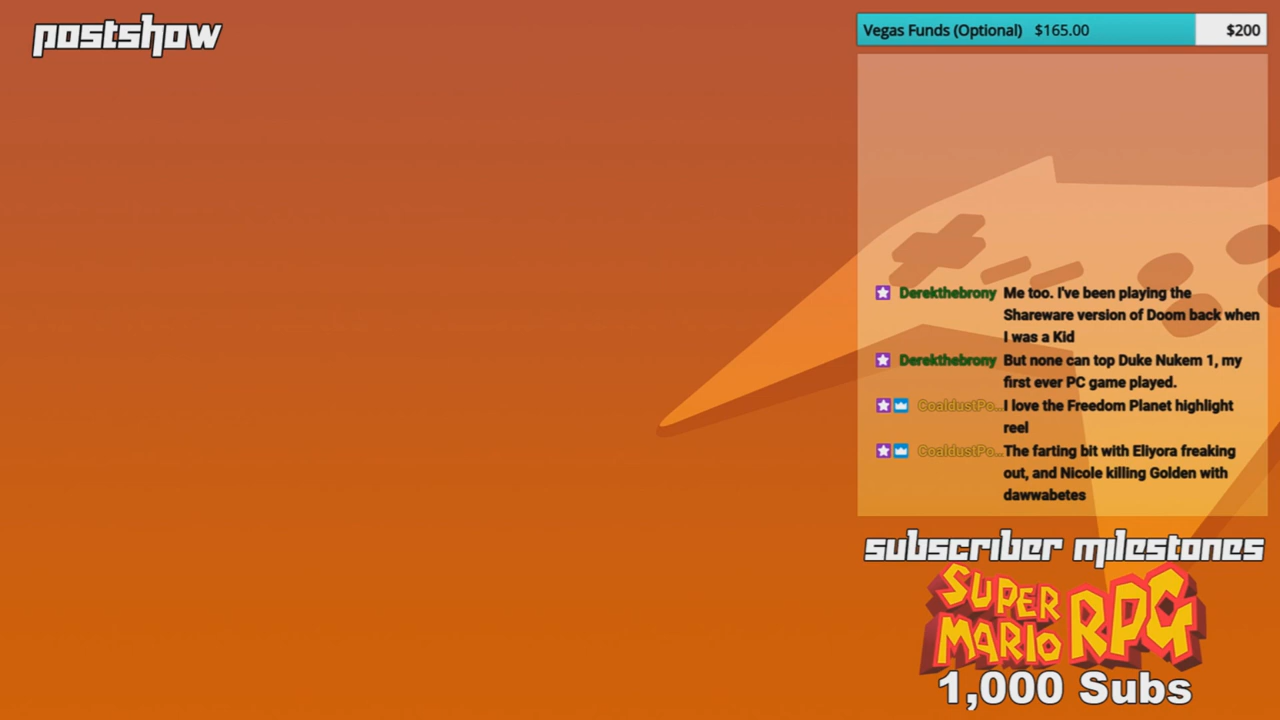 postshow
Vegas Funds (Optional) $165.00 $200
Derekthebrony Me too. I've been playing the
Shareware version of Doom back when
I was a Kid
Derekthebrony But none can top Duke Nukem 1, my
first ever PC game played.
CoaldustPo... I love the Freedom Planet highlight
reel
CoaldustPo... The farting bit with Eliyora freaking
out, and Nicole killing Golden with
dawwabetes
subscriber milestones
SUPER
MARIO RPG
1,000 Subs